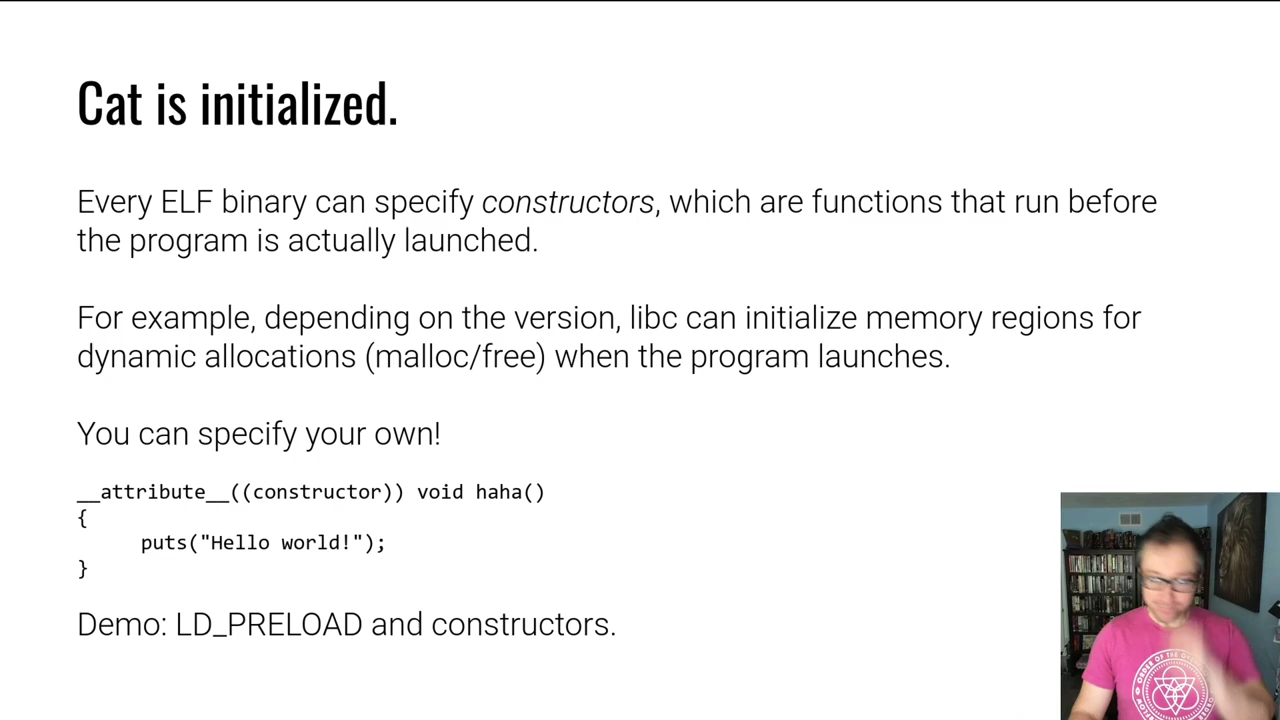 Cat is initialized.
Every ELF binary can specify constructors, which are functions that run before
the program is actually launched.
For example, depending on the version, libc can initialize memory regions for
dynamic allocations (malloc/free) when the program launches.
You can specify your own!
__attribute__((constructor)) void haha()
{
puts("Hello world!");
}
Demo: LD_PRELOAD and constructors.